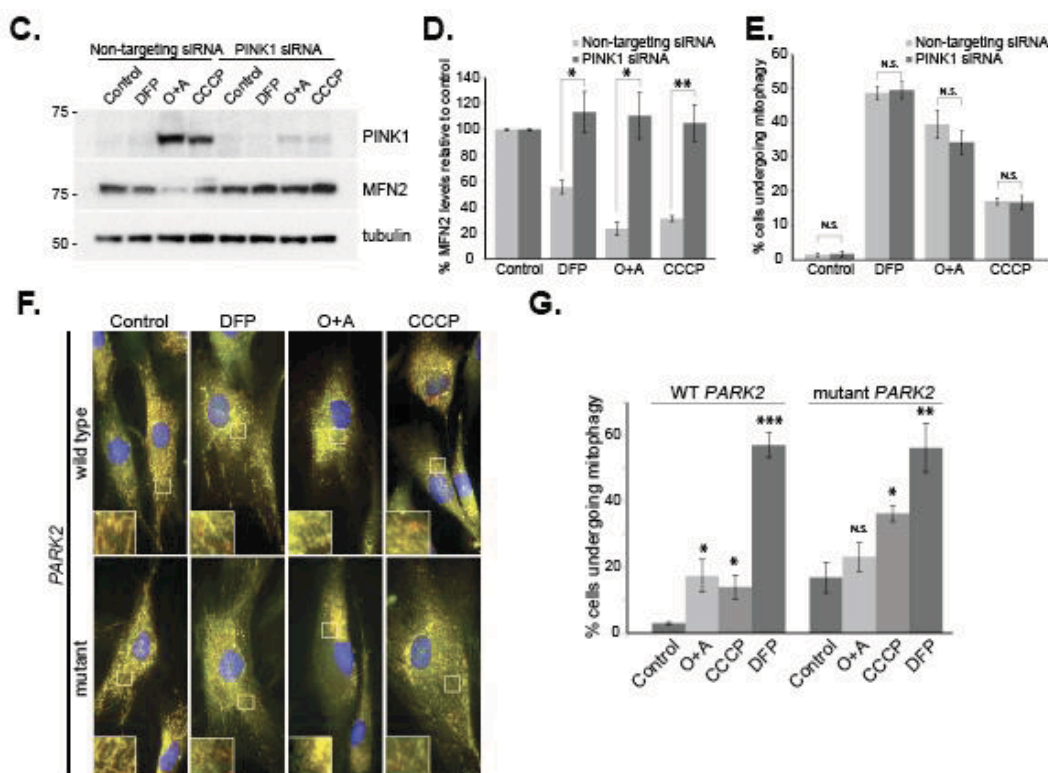 C.
Non-targeting siRNA PINK1 siRNA
Control DFP O+A CCCP Control DFP O+A CCCP
75 -
PINK1
75 -
MFN2
50 -
tubulin
D.
Non-targeting siRNA
PINK1 siRNA
% MFN2 levels relative to control
140
120
100
80
60
40
20
0
* * **
Control DFP O+A CCCP
E.
Non-targeting siRNA
PINK1 siRNA
% cells undergoing mitophagy
60
50
40
30
20
10
0
N.S. N.S. N.S. N.S.
Control DFP O+A CCCP
F.
Control DFP O+A CCCP
PARK2
wild type
mutant
G.
WT PARK2 mutant PARK2
% cells undergoing mitophagy
60
40
20
0
* * *** N.S. * **
Control O+A CCCP DFP Control O+A CCCP DFP